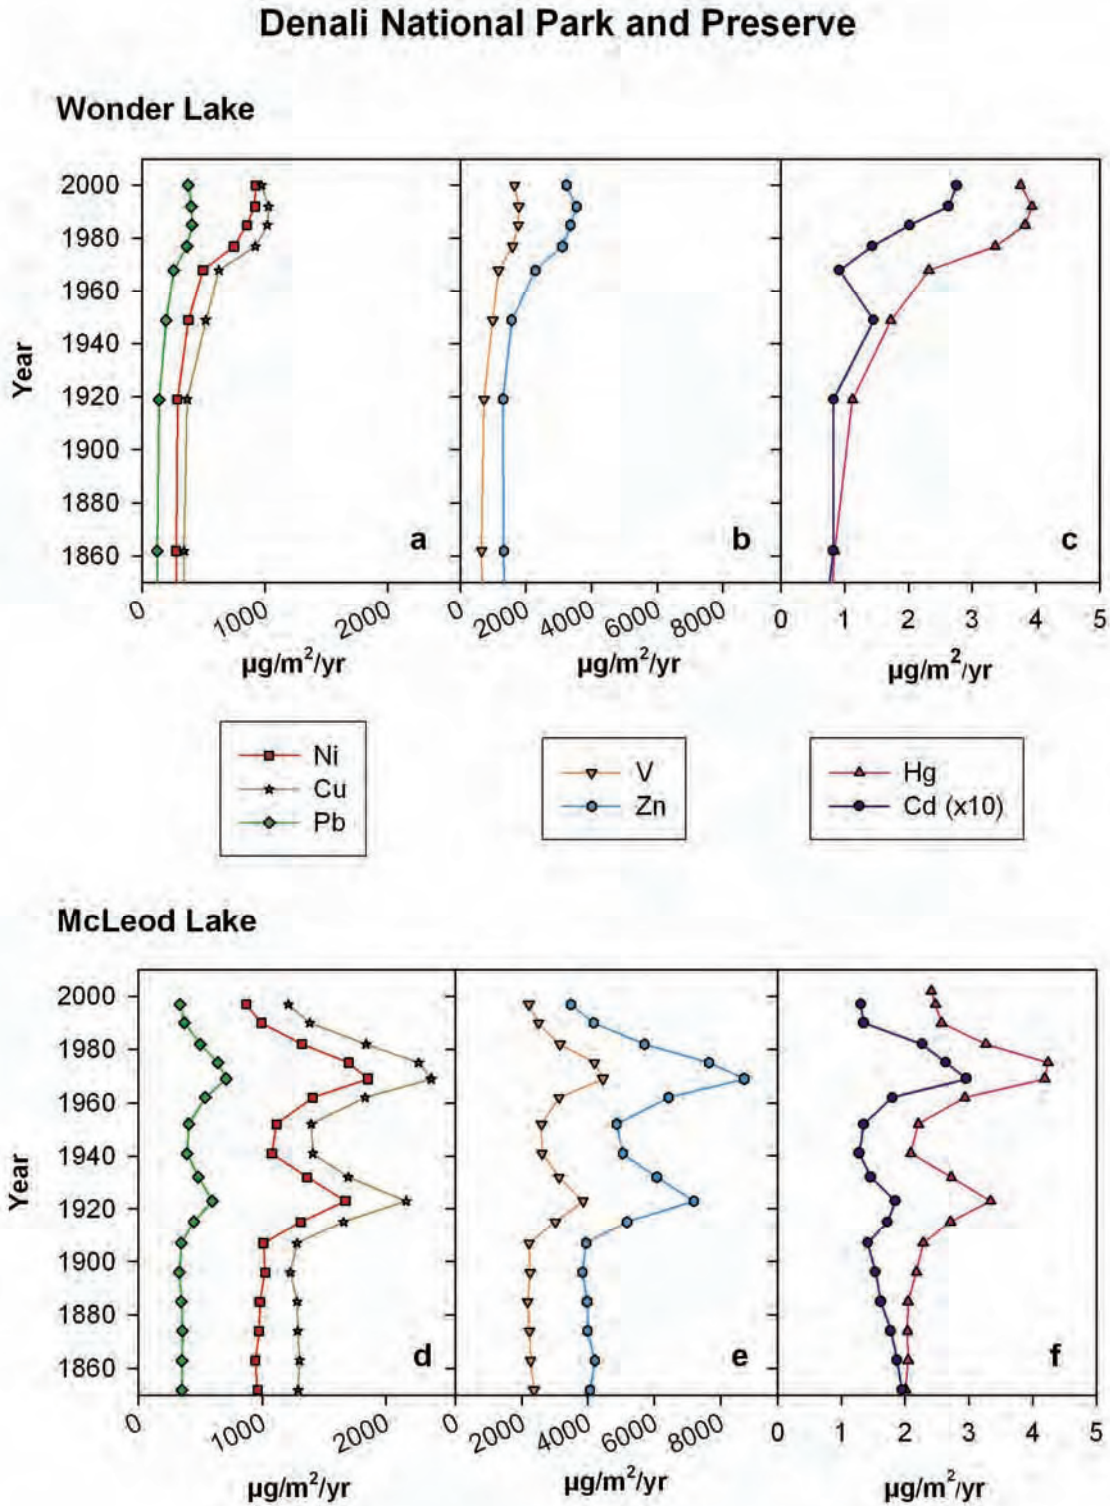 Denali National Park and Preserve
Wonder Lake
Year
2000
1980
1960
1940
1920
1900
1880
1860
a
b
c
0 1000 2000
0 2000 4000 6000 8000
0 1 2 3 4 5
µg/m²/yr
µg/m²/yr
µg/m²/yr
Ni
Cu
Pb
V
Zn
Hg
Cd (x10)
McLeod Lake
Year
2000
1980
1960
1940
1920
1900
1880
1860
d
e
f
0 1000 2000
0 2000 4000 6000 8000
0 1 2 3 4 5
µg/m²/yr
µg/m²/yr
µg/m²/yr